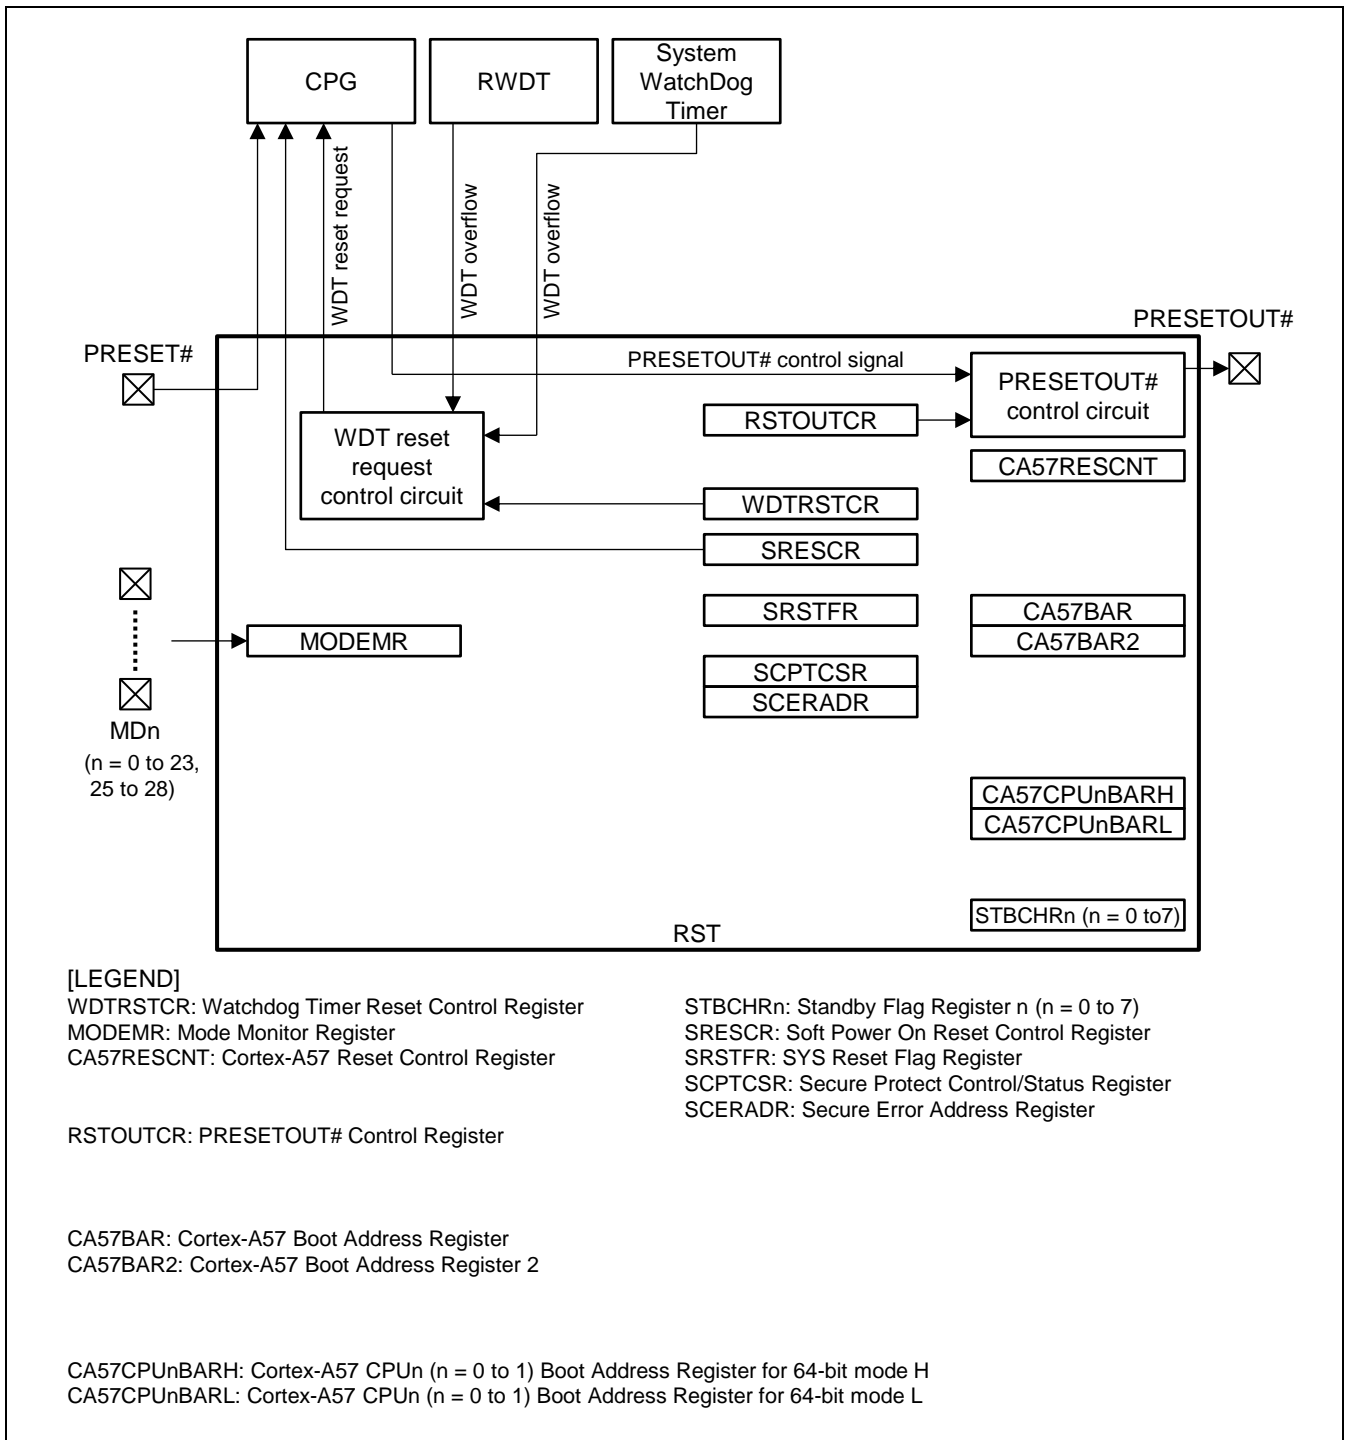 CPG
RWDT
System
WatchDog
Timer
WDT reset request
WDT overflow
WDT overflow
PRESETOUT#
PRESET#
PRESETOUT# control signal
PRESETOUT#
control circuit
RSTOUTCR
WDT reset
request
control circuit
CA57RESCNT
WDTRSTCR
SRESCR
SRSTFR
CA57BAR
MODEMR
CA57BAR2
SCPTCSR
SCERADR
MDn
(n = 0 to 23,
25 to 28)
CA57CPUnBARH
CA57CPUnBARL
STBCHRn (n = 0 to7)
RST
[LEGEND]
WDTRSTCR: Watchdog Timer Reset Control Register
MODEMR: Mode Monitor Register
CA57RESCNT: Cortex-A57 Reset Control Register
RSTOUTCR: PRESETOUT# Control Register
CA57BAR: Cortex-A57 Boot Address Register
CA57BAR2: Cortex-A57 Boot Address Register 2
CA57CPUnBARH: Cortex-A57 CPUn (n = 0 to 1) Boot Address Register for 64-bit mode H
CA57CPUnBARL: Cortex-A57 CPUn (n = 0 to 1) Boot Address Register for 64-bit mode L
STBCHRn: Standby Flag Register n (n = 0 to 7)
SRESCR: Soft Power On Reset Control Register
SRSTFR: SYS Reset Flag Register
SCPTCSR: Secure Protect Control/Status Register
SCERADR: Secure Error Address Register